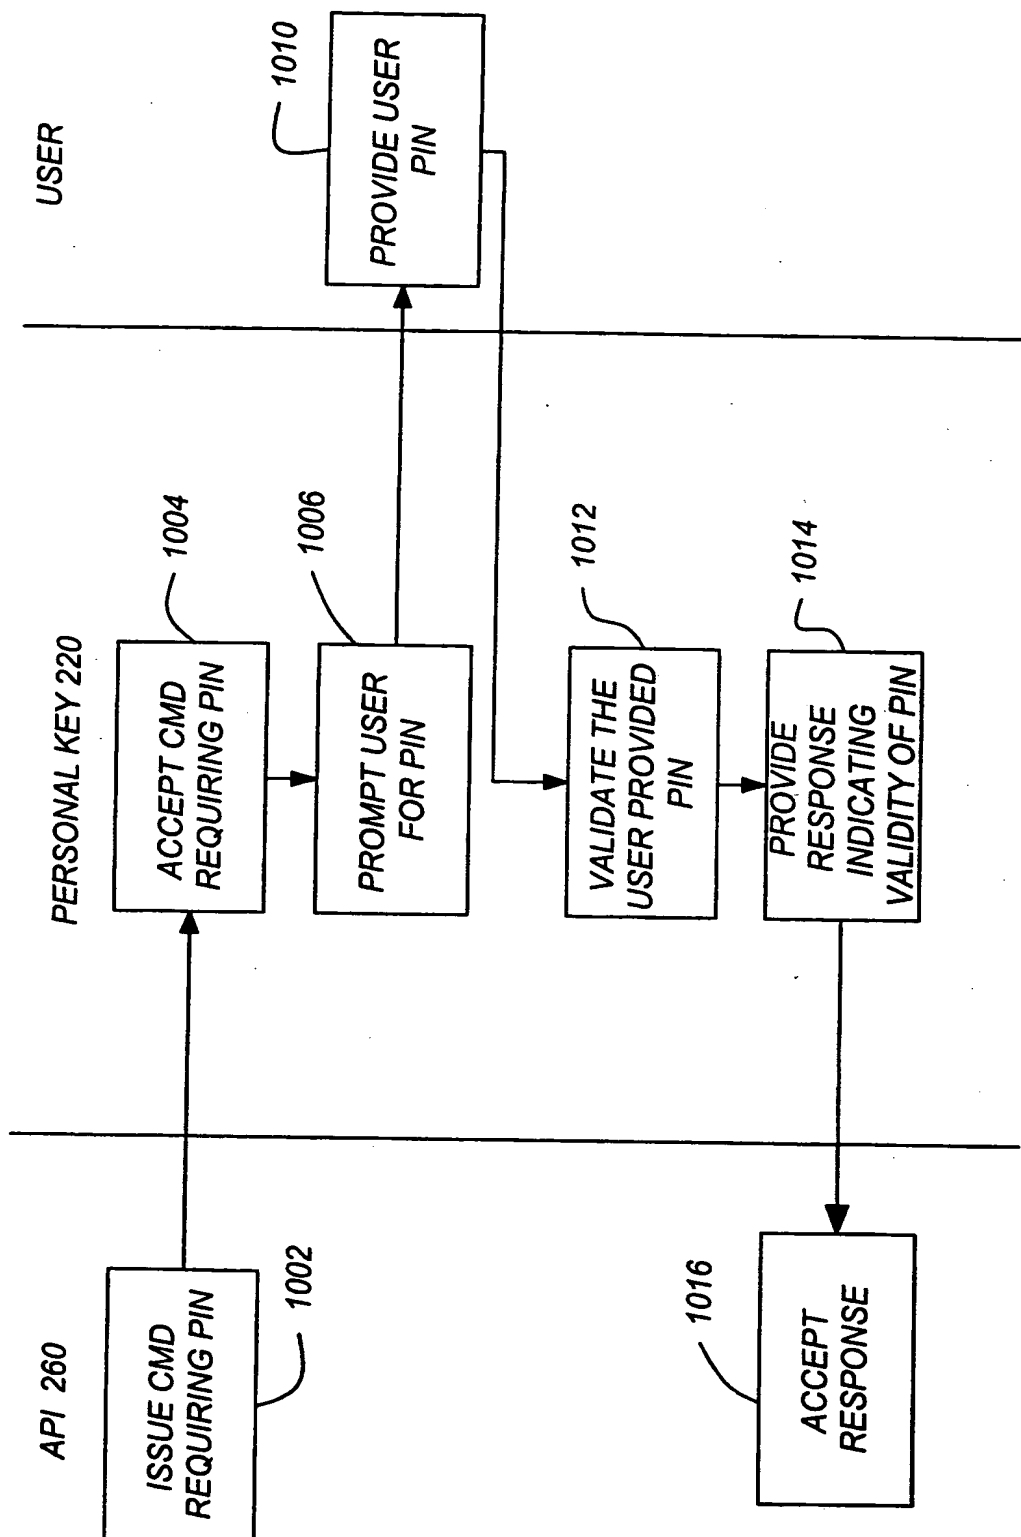 API 260
PERSONAL KEY 220
USER
ISSUE CMD
REQUIRING PIN
1002
ACCEPT CMD
REQUIRING PIN
1004
PROMPT USER
FOR PIN
1006
PROVIDE USER
PIN
1010
VALIDATE THE
USER PROVIDED
PIN
1012
PROVIDE
RESPONSE
INDICATING
VALIDITY OF PIN
1014
ACCEPT
RESPONSE
1016